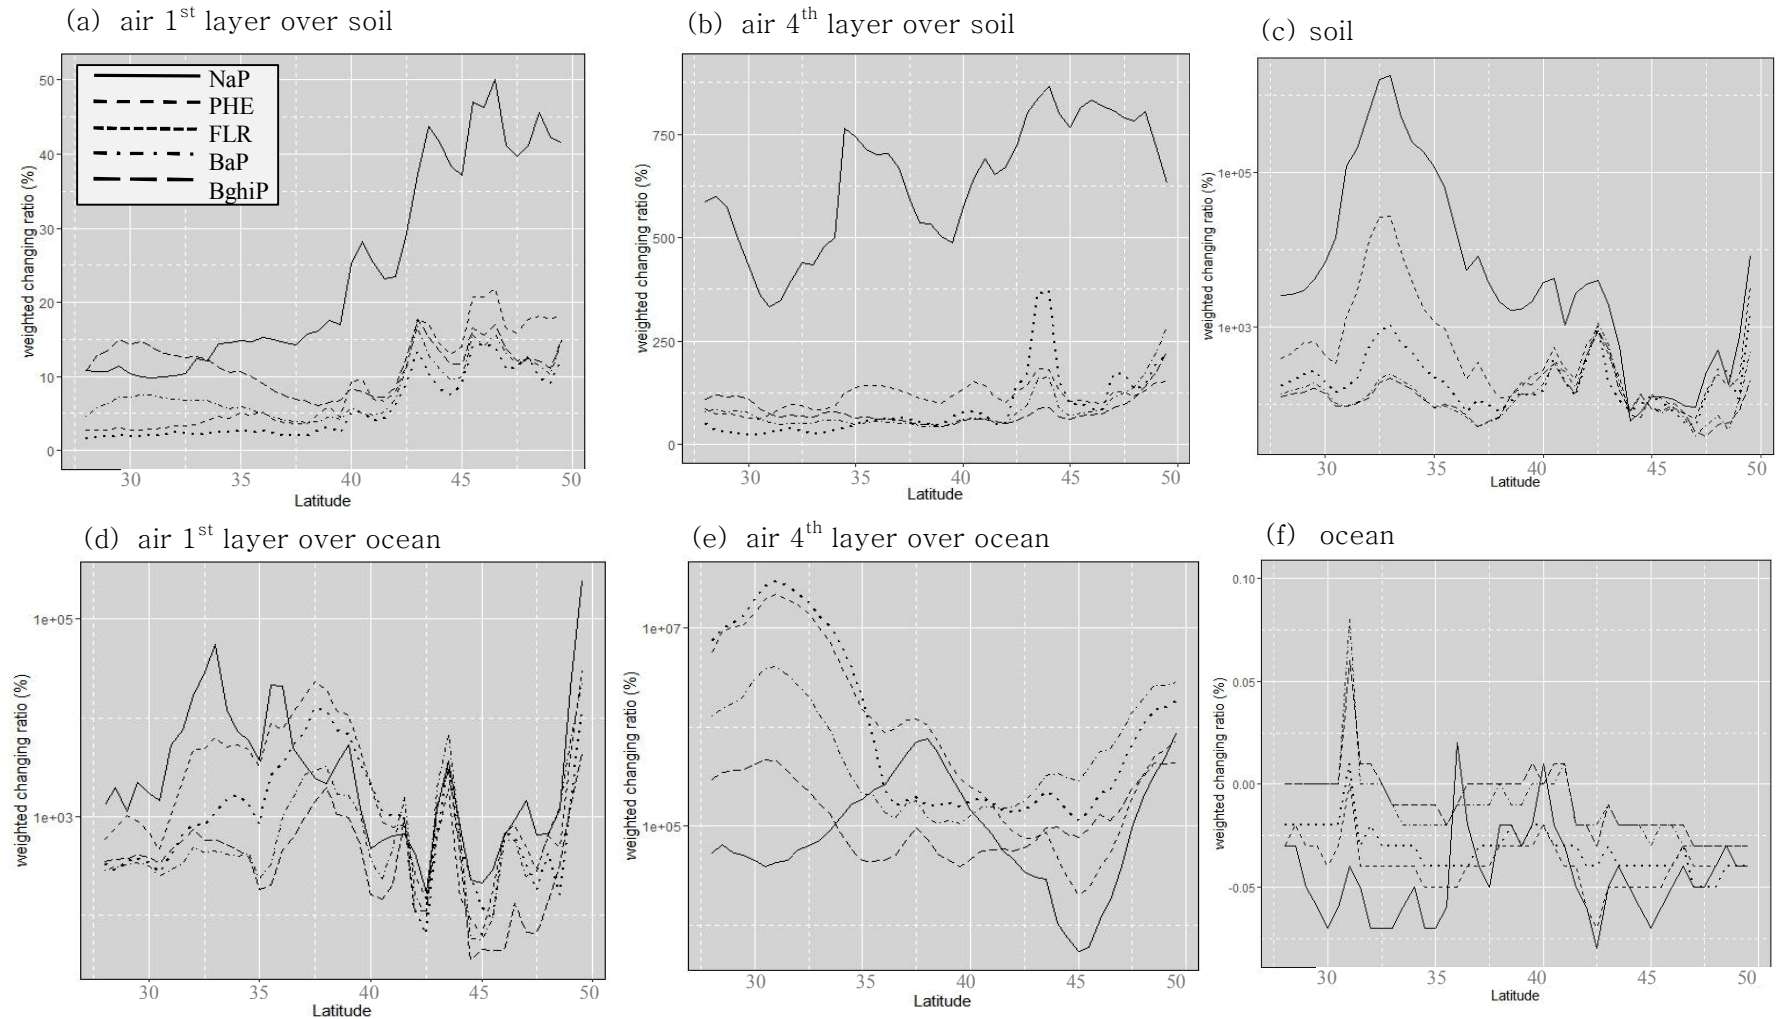 (a) air 1st layer over soil
50
40
30
20
10
0
weighted changing ratio (%)
NaP
PHE
FLR
BaP
BghiP
30 35 40 45 50
Latitude
(b) air 4th layer over soil
750
500
250
0
weighted changing ratio (%)
30 35 40 45 50
Latitude
(c) soil
1e+05
1e+03
weighted changing ratio (%)
30 35 40 45 50
Latitude
(d) air 1st layer over ocean
1e+05
1e+03
weighted changing ratio (%)
30 35 40 45 50
Latitude
(e) air 4th layer over ocean
1e+07
1e+05
weighted changing ratio (%)
30 35 40 45 50
Latitude
(f) ocean
0.10
0.05
0.00
-0.05
weighted changing ratio (%)
30 35 40 45 50
Latitude